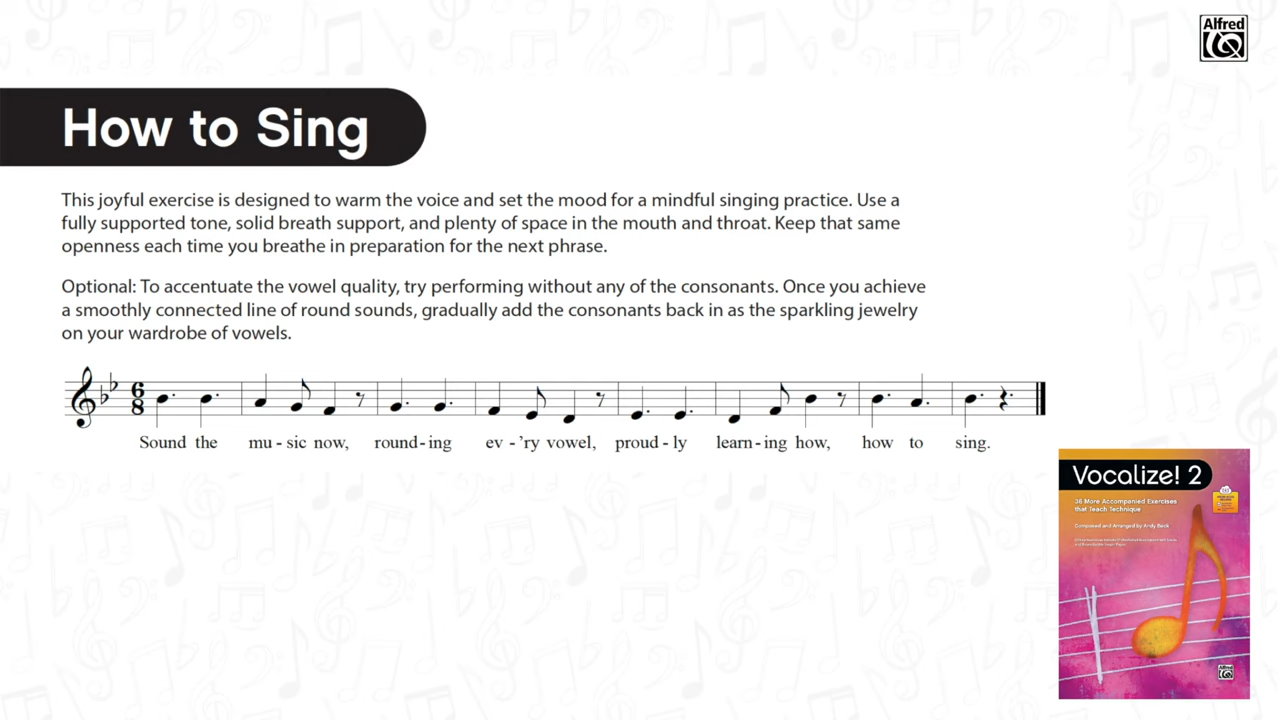 Alfred
How to Sing
This joyful exercise is designed to warm the voice and set the mood for a mindful singing practice. Use a
fully supported tone, solid breath support, and plenty of space in the mouth and throat. Keep that same
openness each time you breathe in preparation for the next phrase.
Optional: To accentuate the vowel quality, try performing without any of the consonants. Once you achieve
a smoothly connected line of round sounds, gradually add the consonants back in as the sparkling jewelry
on your wardrobe of vowels.
6
8
Sound the mu - sic now, round - ing ev - 'ry vowel, proud - ly learn - ing how, how to sing.
Vocalize! 2
38 More Accompanied Exercises
that Teach Technique
Composed and Arranged by Andy Beck
Alfred